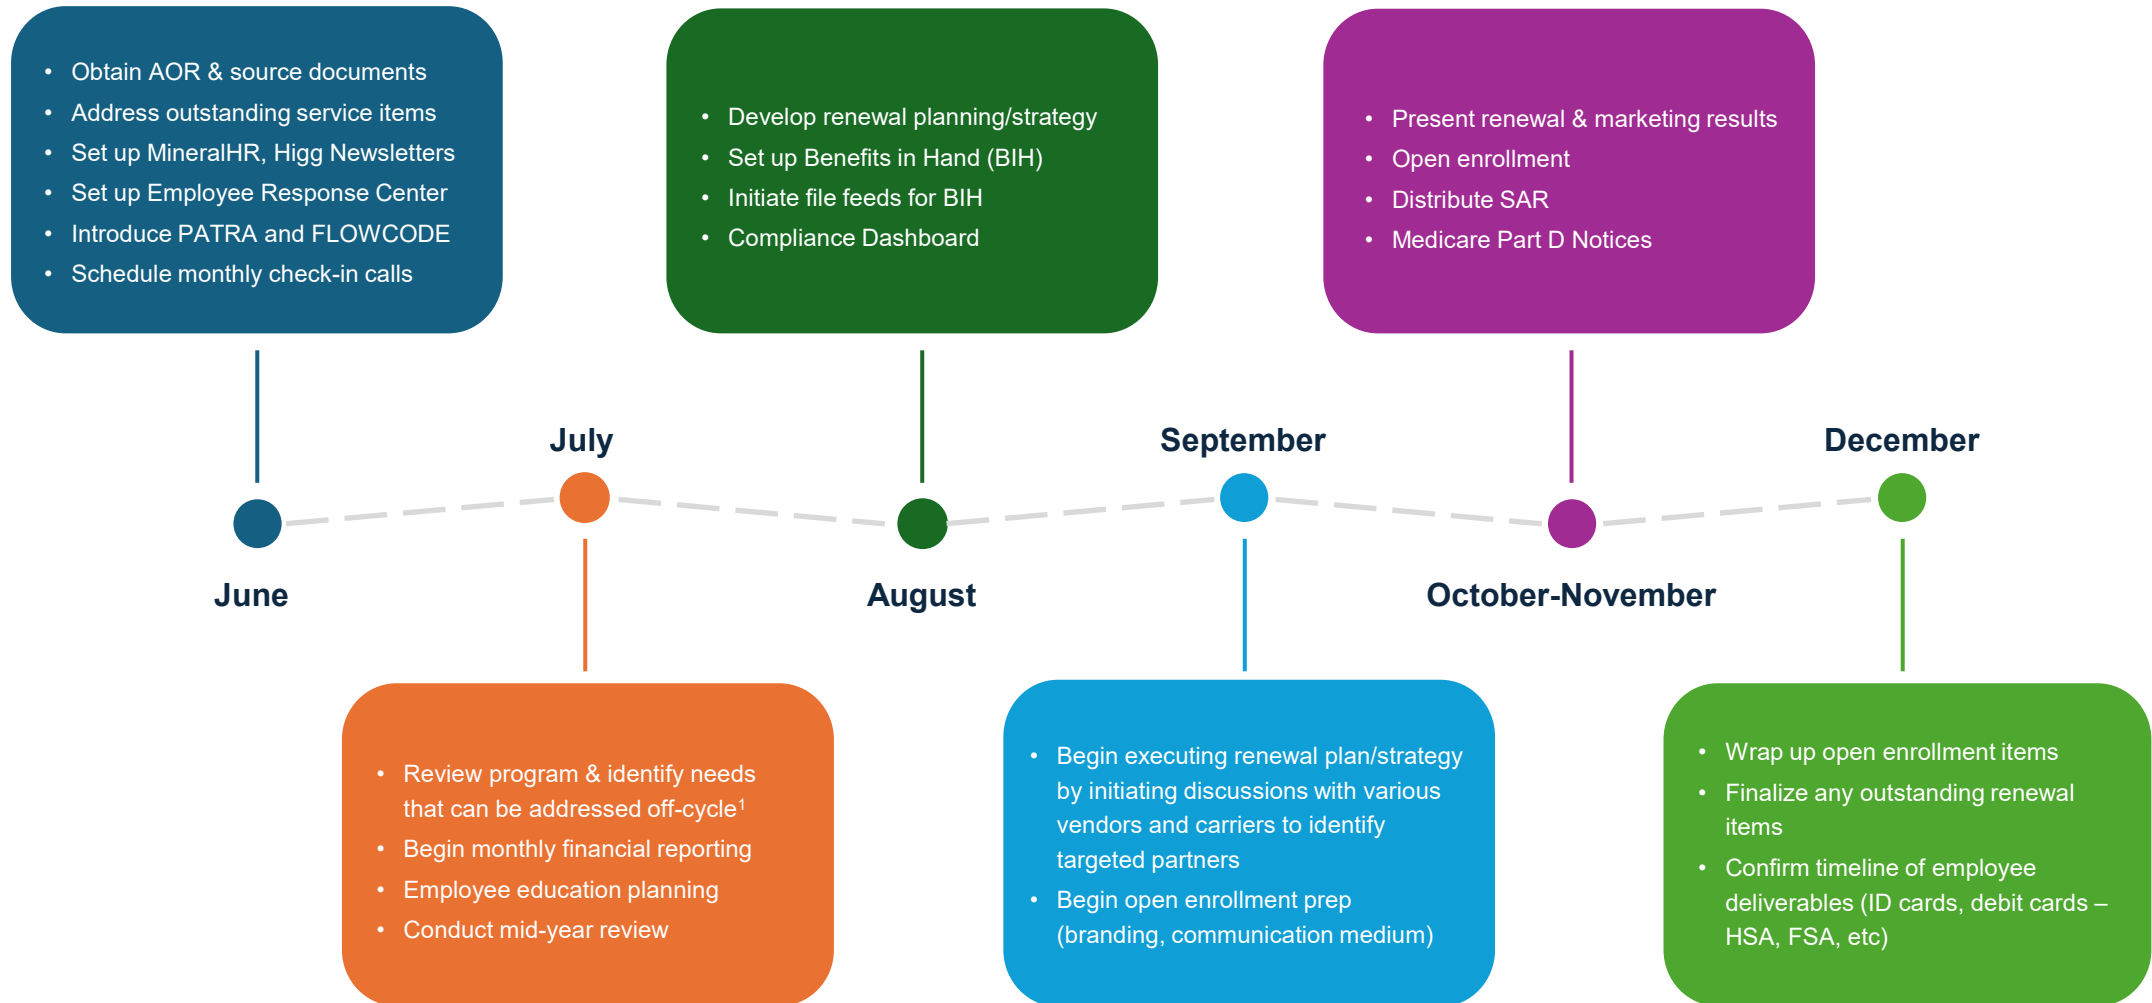 • Obtain AOR & source documents
• Address outstanding service items
• Set up MineralHR, Higg Newsletters
• Set up Employee Response Center
• Introduce PATRA and FLOWCODE
• Schedule monthly check-in calls
June
July
• Review program & identify needs
that can be addressed off-cycle¹
• Begin monthly financial reporting
• Employee education planning
• Conduct mid-year review
• Develop renewal planning/strategy
• Set up Benefits in Hand (BIH)
• Initiate file feeds for BIH
• Compliance Dashboard
August
September
• Begin executing renewal plan/strategy
by initiating discussions with various
vendors and carriers to identify
targeted partners
• Begin open enrollment prep
(branding, communication medium)
• Present renewal & marketing results
• Open enrollment
• Distribute SAR
• Medicare Part D Notices
October-November
December
• Wrap up open enrollment items
• Finalize any outstanding renewal
items
• Confirm timeline of employee
deliverables (ID cards, debit cards –
HSA, FSA, etc)